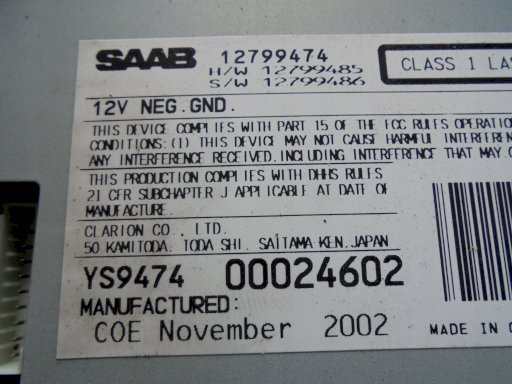 SAAB 12799474
H/W 12799485
S/W 12799486
CLASS 1
12V NEG.GND.
THIS DEVICE COMPLIES WITH PART 15 OF THE FCC RULES
CONDITIONS:(1) THIS DEVICE MAY NOT CAUSE HARMFUL
ANY INTERFERENCE RECEIVED.INCLUDING INTERFERENCE THAT MAY
THIS PRODUCTION COMPLIES WITH DHHS RULES
21 CFR SUBCHAPTER J APPLICABLE AT DATE OF
MANUFACTURE
CLARION CO., LTD.
50 KAMITODA. TODA SHI. SAITAMA-KEN.JAPAN
YS9474 00024602
MANUFACTURED:
COE November 2002
MADE IN